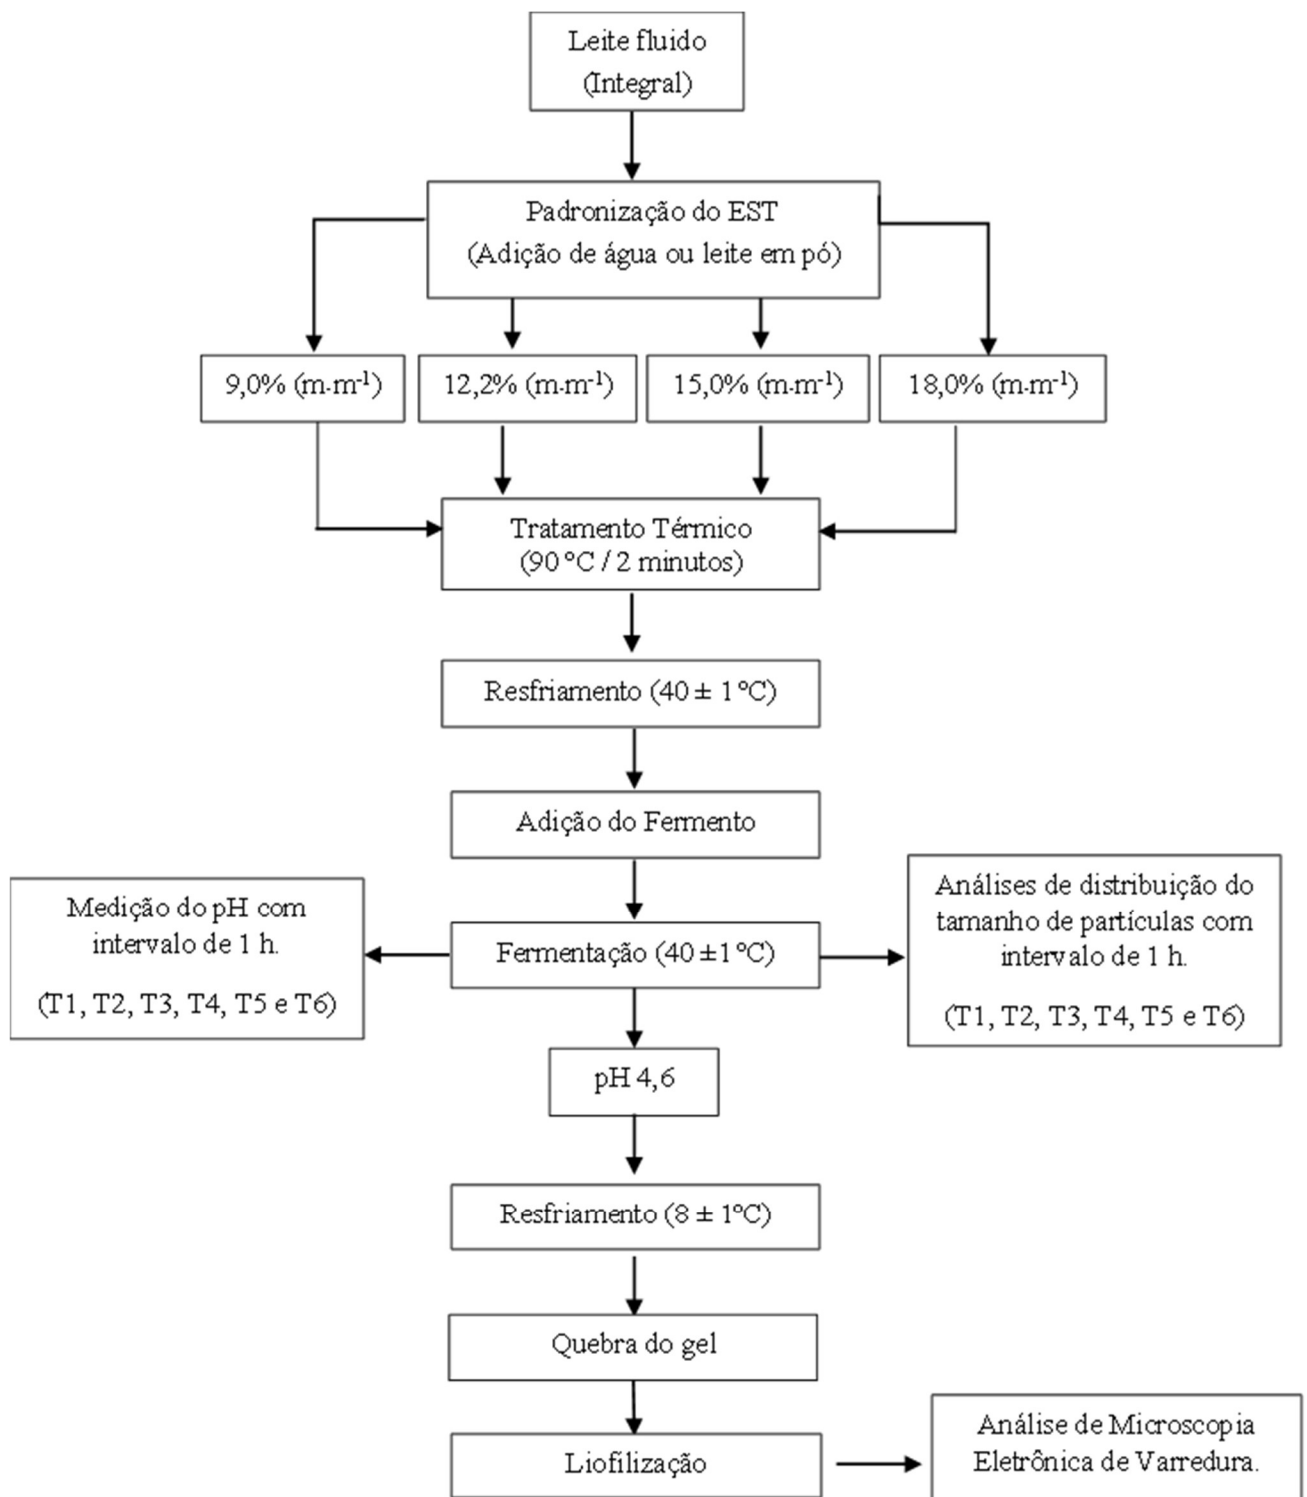 Leite fluido
(Integral)
Padronização do EST
(Adição de água ou leite em pó)
9,0% (m·m⁻¹)
12,2% (m·m⁻¹)
15,0% (m·m⁻¹)
18,0% (m·m⁻¹)
Tratamento Térmico
(90 ºC / 2 minutos)
Resfriamento (40 ± 1 ºC)
Adição do Fermento
Medição do pH com
intervalo de 1 h.
(T1, T2, T3, T4, T5 e T6)
Fermentação (40 ±1 ºC)
Análises de distribuição do
tamanho de partículas com
intervalo de 1 h.
(T1, T2, T3, T4, T5 e T6)
pH 4,6
Resfriamento (8 ± 1ºC)
Quebra do gel
Liofilização
Análise de Microscopia
Eletrônica de Varredura.